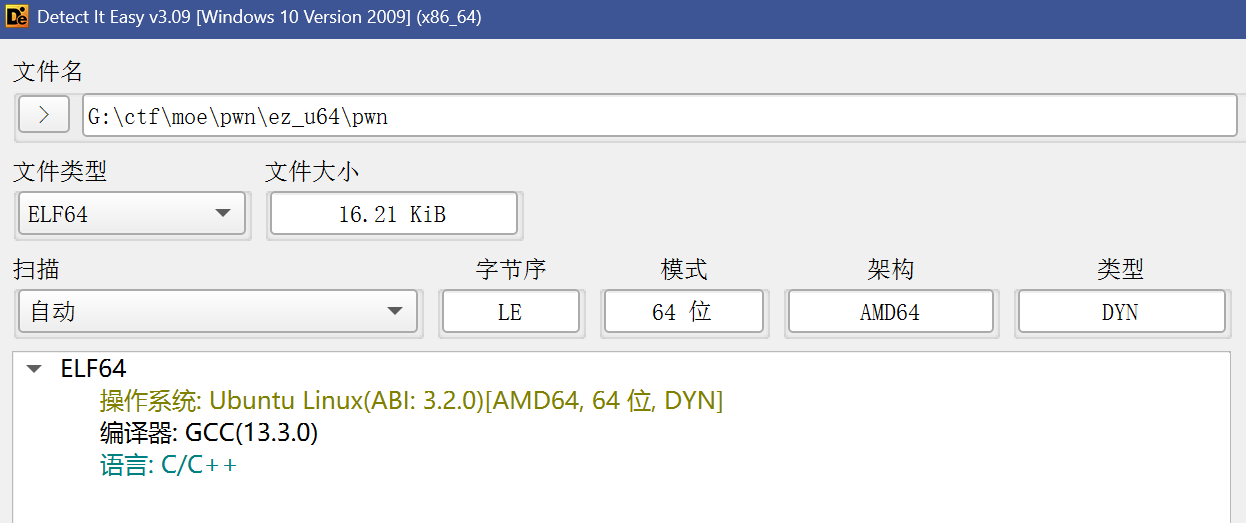 Detect It Easy v3.09 [Windows 10 Version 2009] (x86_64)
文件名
G:\ctf\moe\pwn\ez_u64\pwn
文件类型 文件大小
ELF64 16.21 KiB
扫描 字节序 模式 架构 类型
自动 LE 64 位 AMD64 DYN
ELF64
操作系统: Ubuntu Linux(ABI: 3.2.0)[AMD64, 64 位, DYN]
编译器: GCC(13.3.0)
语言: C/C++